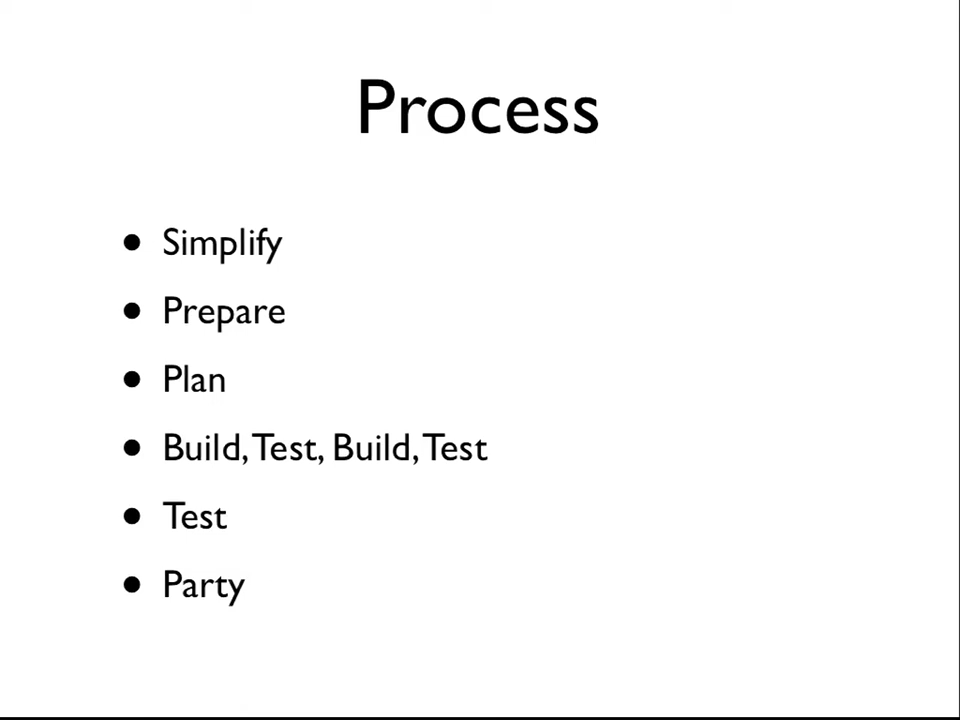 Process
• Simplify
• Prepare
• Plan
• Build, Test, Build, Test
• Test
• Party